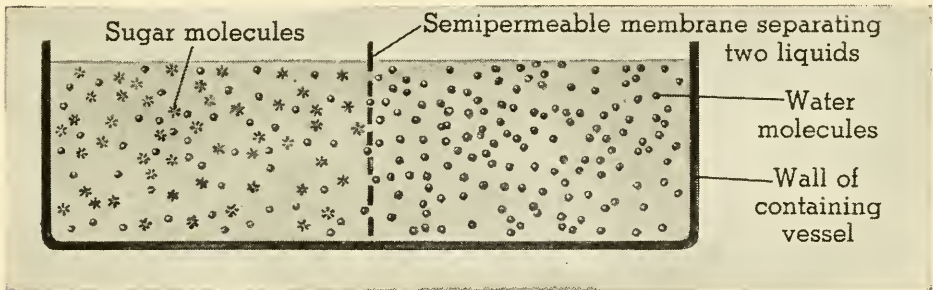 Sugar molecules
Semipermeable membrane separating
two liquids
Water
molecules
Wall of
containing
vessel